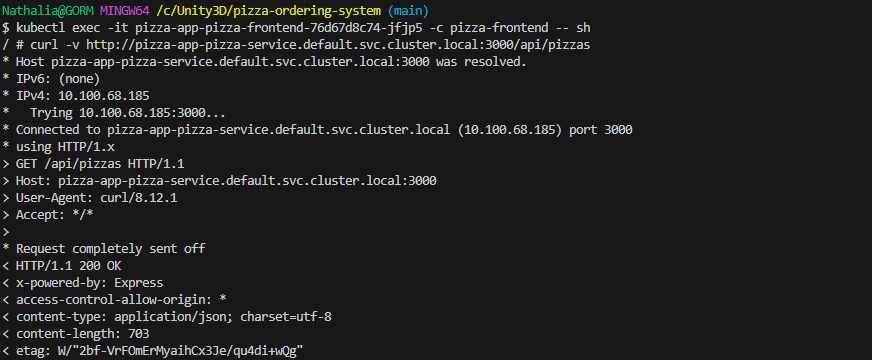 Nathalia@GORM MINGW64 /c/Unity3D/pizza-ordering-system (main)
$ kubectl exec -it pizza-app-pizza-frontend-76d67d8c74-jfjp5 -c pizza-frontend -- sh
/ # curl -v http://pizza-app-pizza-service.default.svc.cluster.local:3000/api/pizzas
* Host pizza-app-pizza-service.default.svc.cluster.local:3000 was resolved.
* IPv6: (none)
* IPv4: 10.100.68.185
*   Trying 10.100.68.185:3000...
* Connected to pizza-app-pizza-service.default.svc.cluster.local (10.100.68.185) port 3000
* using HTTP/1.x
> GET /api/pizzas HTTP/1.1
> Host: pizza-app-pizza-service.default.svc.cluster.local:3000
> User-Agent: curl/8.12.1
> Accept: */*
>
* Request completely sent off
< HTTP/1.1 200 OK
< x-powered-by: Express
< access-control-allow-origin: *
< content-type: application/json; charset=utf-8
< content-length: 703
< etag: W/"2bf-VrFOmErMyaihCx3Je/qu4di+wQg"